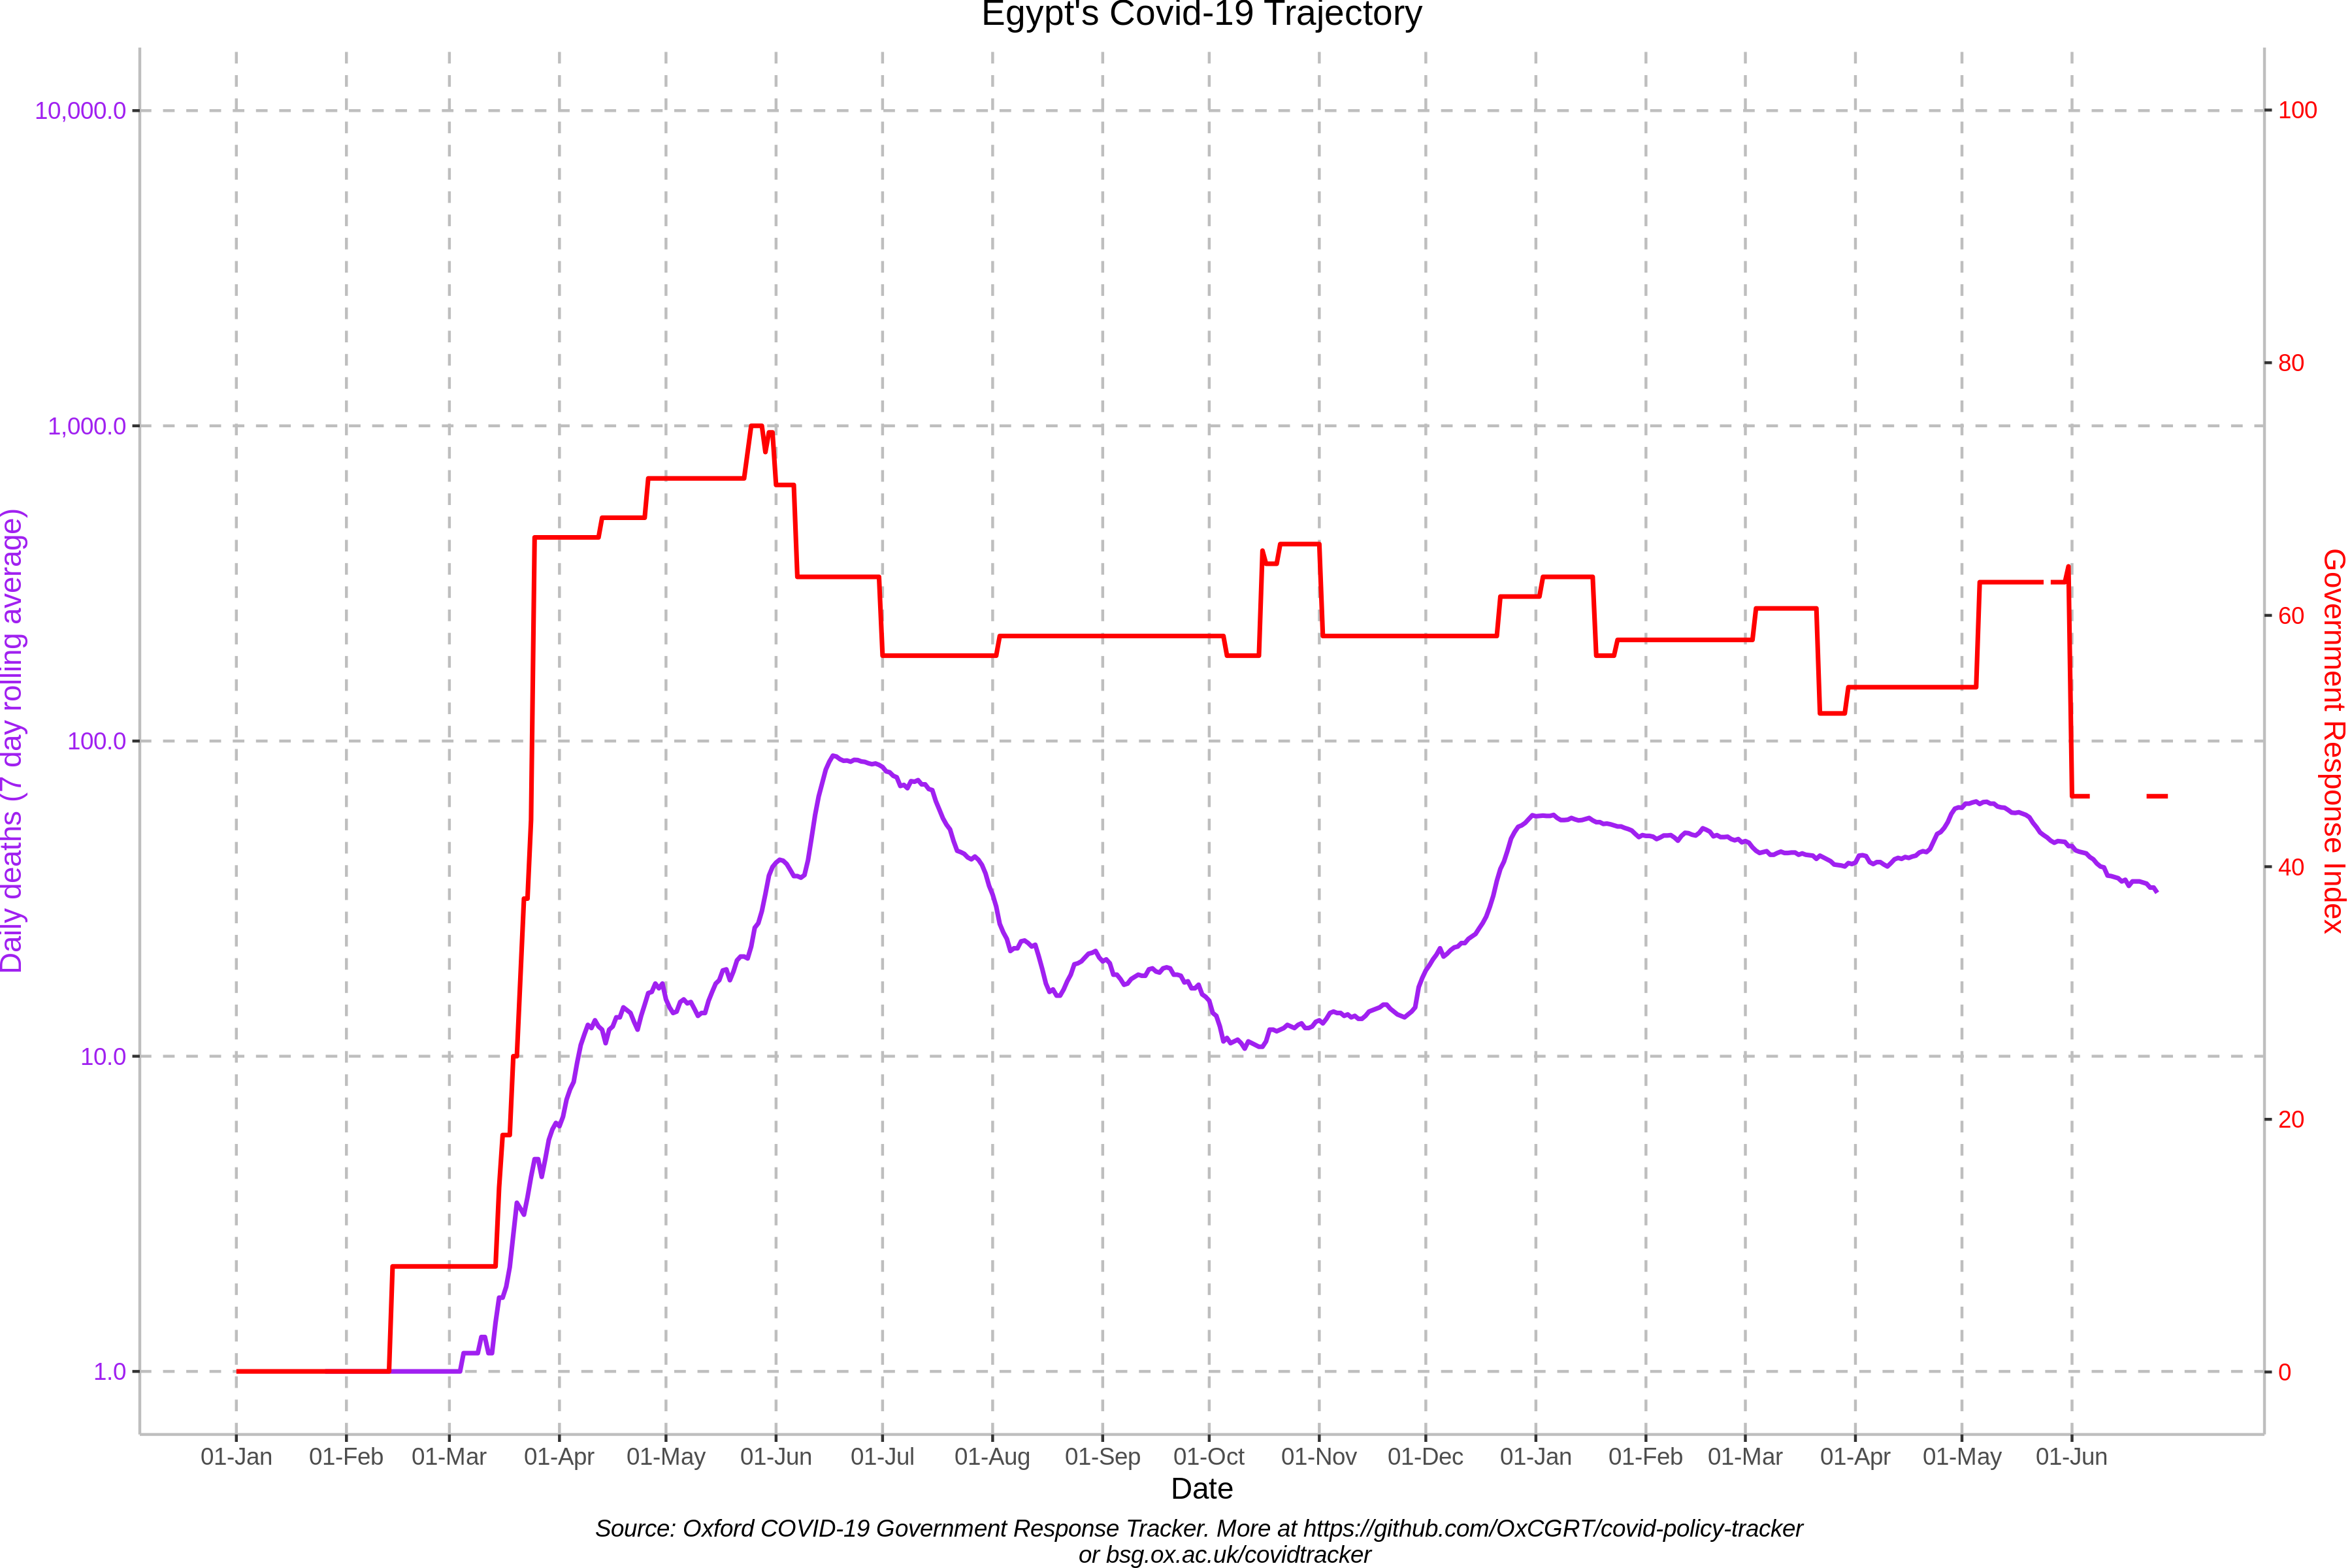 Egypt's Covid-19 Trajectory
10,000.0
1,000.0
100.0
10.0
1.0
Daily deaths (7 day rolling average)
100
80
60
40
20
0
Government Response Index
01-Jan 01-Feb 01-Mar 01-Apr 01-May 01-Jun 01-Jul 01-Aug 01-Sep 01-Oct 01-Nov 01-Dec 01-Jan 01-Feb 01-Mar 01-Apr 01-May 01-Jun
Date
Source: Oxford COVID-19 Government Response Tracker. More at https://github.com/OxCGRT/covid-policy-tracker
or bsg.ox.ac.uk/covidtracker